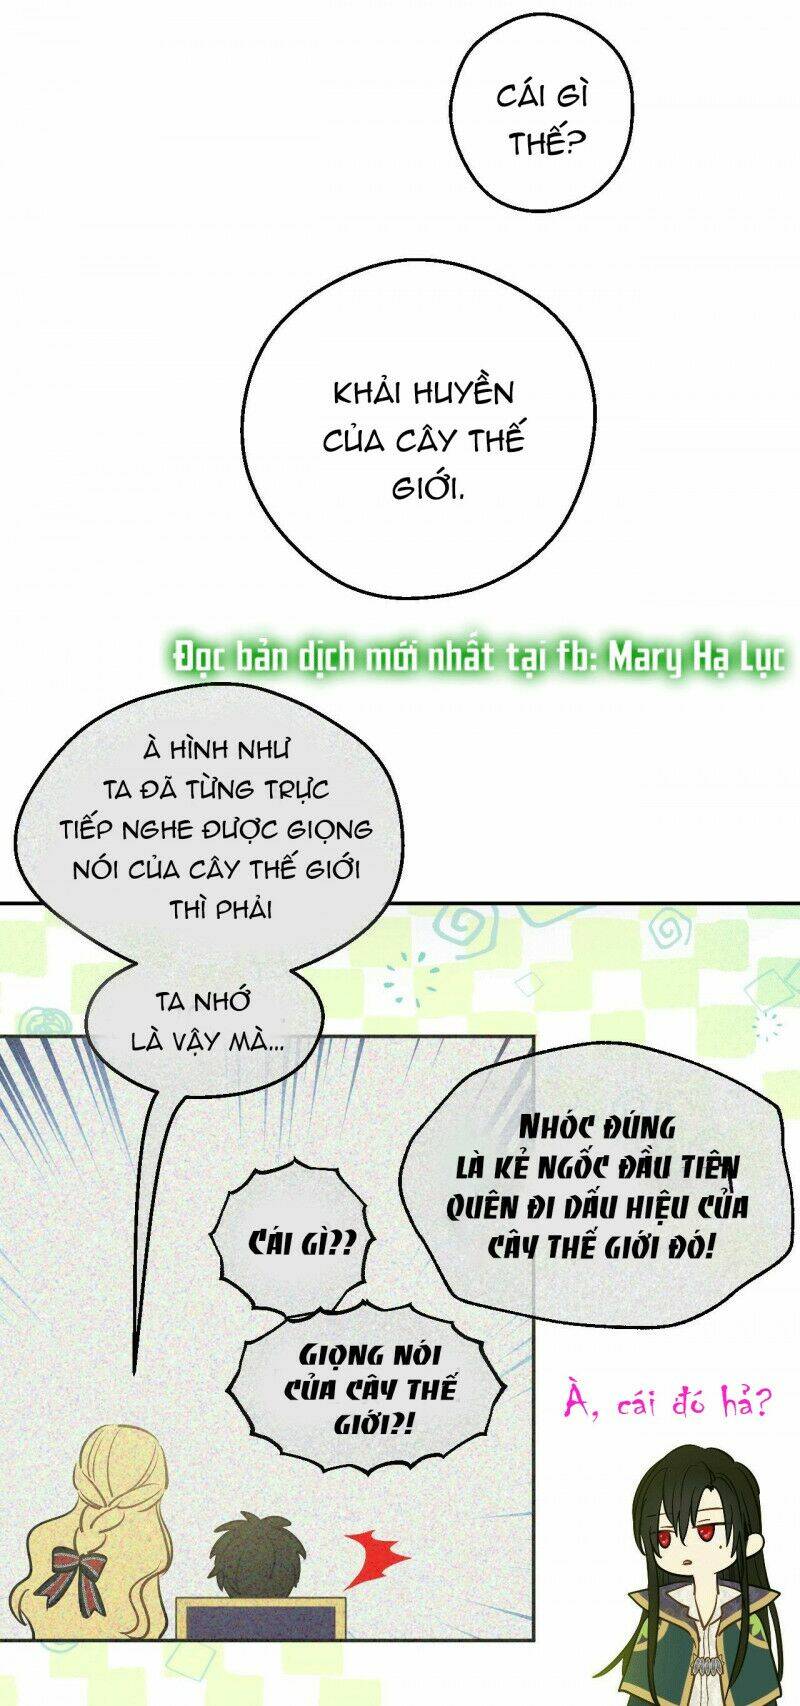 CÁI GÌ
THẾ?
KHẢI HUYỀN
CỦA CÂY THẾ
GIỚI.
Đọc bản dịch mới nhất tại fb: Mary Hạ Lục
À HÌNH NHƯ
TA ĐÃ TỪNG TRỰC
TIẾP NGHE ĐƯỢC GIỌNG
NÓI CỦA CÂY THẾ GIỚI
THÌ PHẢI
TA NHỚ
LÀ VẬY MÀ...
NHÓC ĐÚNG
LÀ KẺ NGỐC ĐẦU TIÊN
QUÊN ĐI DẤU HIỆU CỦA
CÂY THẾ GIỚI ĐÓ!
CÁI GÌ??
GIỌNG NÓI
CỦA CÂY THẾ
GIỚI?!
À, cái đó hả?